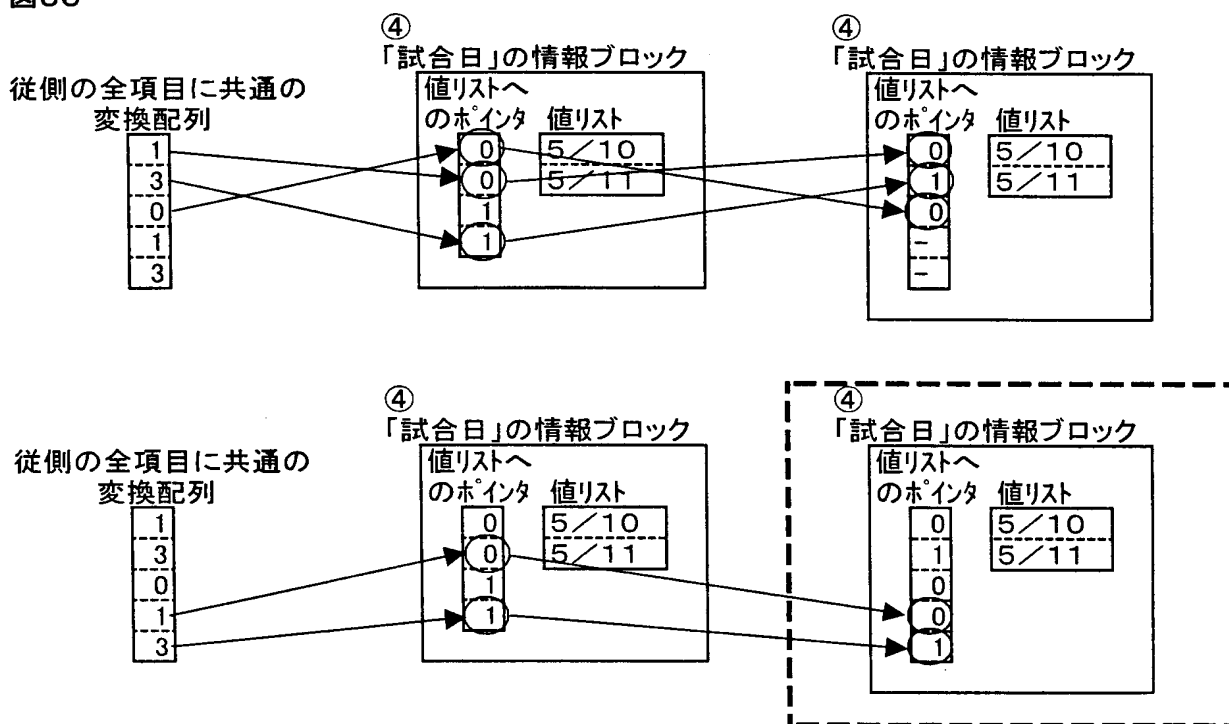 ④
「試合日」の情報ブロック
④
「試合日」の情報ブロック
従側の全項目に共通の
変換配列
1
3
0
1
3
値リストへ
のポインタ 値リスト
0
0
1
1
5／10
5／11
値リストへ
のポインタ 値リスト
0
1
0
-
-
5／10
5／11
④
「試合日」の情報ブロック
④
「試合日」の情報ブロック
従側の全項目に共通の
変換配列
1
3
0
1
3
値リストへ
のポインタ 値リスト
0
0
1
1
5／10
5／11
値リストへ
のポインタ 値リスト
0
1
0
0
1
5／10
5／11